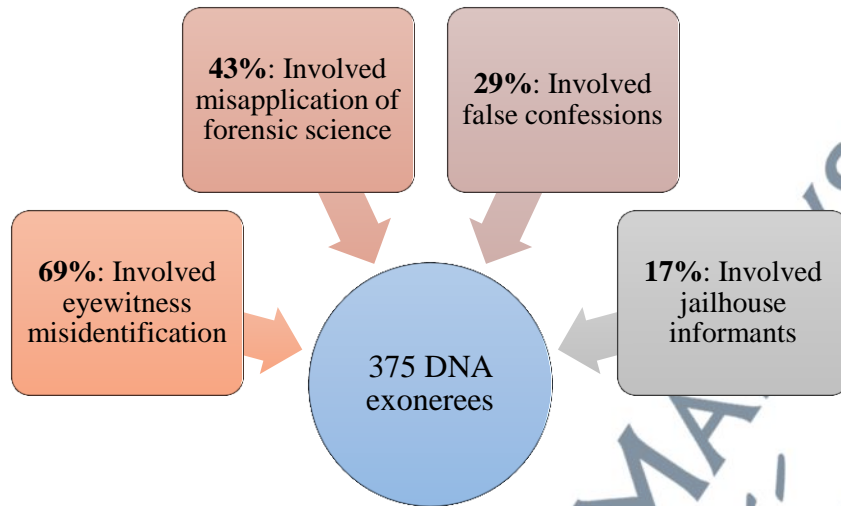 43%: Involved
misapplication of
forensic science
29%: Involved
false confessions
69%: Involved
eyewitness
misidentification
17%: Involved
jailhouse
informants
375 DNA
exonerees